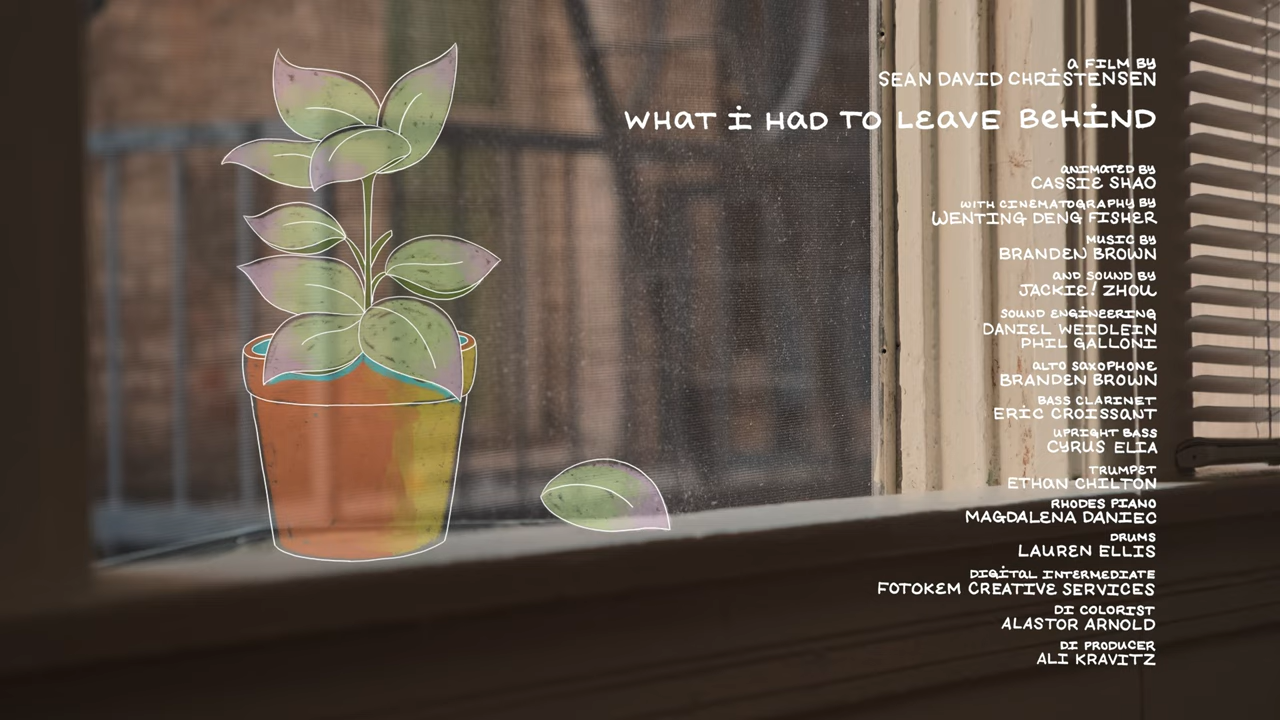 a FILM BY
SEAN DAVID CHRISTENSEN
WHAT i HAD TO LEAVE BEHIND
ANIMATED BY
CASSIE SHAO
WITH CINEMATOGRAPHY BY
WENTING DENG FISHER
MUSIC BY
BRANDEN BROWN
AND SOUND BY
JACKIE! ZHOU
SOUND ENGINEERING
DANIEL WEIDLEIN
PHIL GALLONI
ALTO SAXOPHONE
BRANDEN BROWN
BASS CLARINET
ERIC CROISSANT
UPRIGHT BASS
CYRUS ELIA
TRUMPET
ETHAN CHILTON
RHODES PIANO
MAGDALENA DANIEC
DRUMS
LAUREN ELLIS
DIGITAL INTERMEDIATE
FOTOKEM CREATIVE SERVICES
DI COLORIST
ALASTOR ARNOLD
DI PRODUCER
ALI KRAVITZ